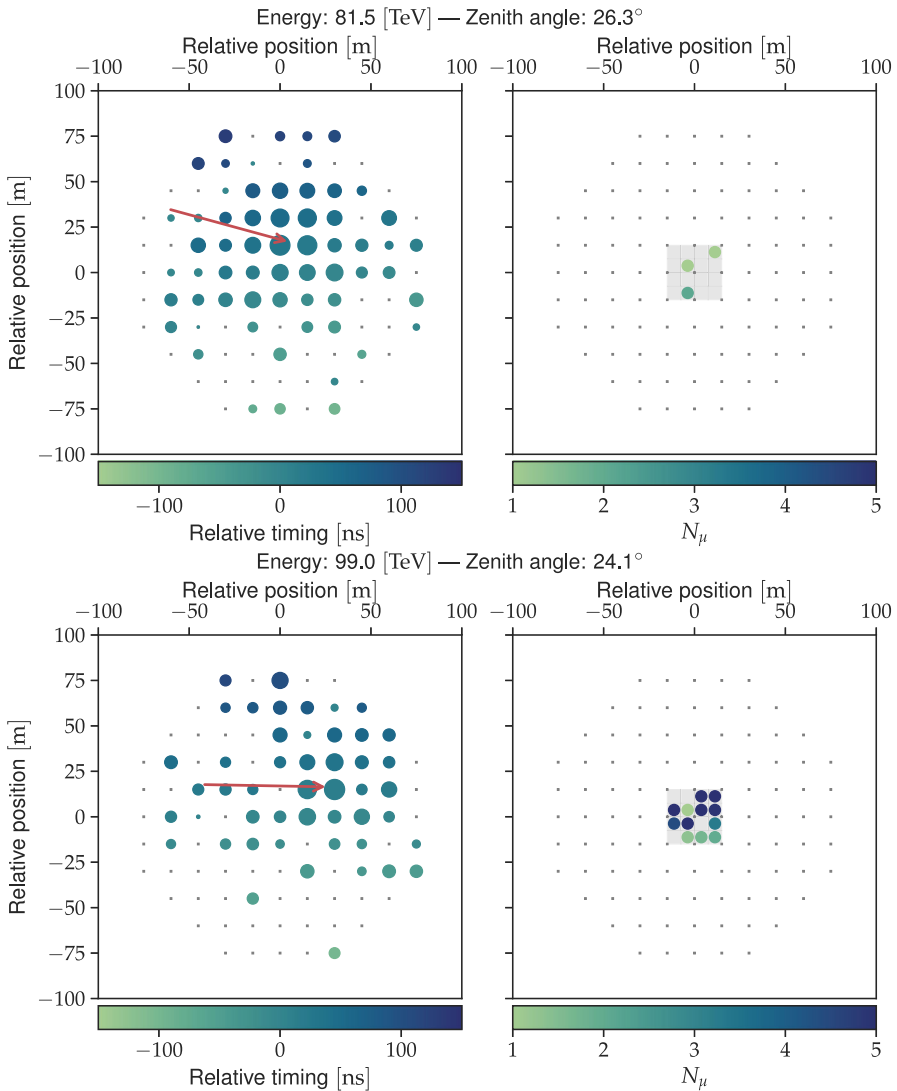 Energy: 81.5 [TeV] — Zenith angle: 26.3°
Relative position [m] Relative position [m]
−100 −50 0 50 100 −50 0 50 100
100
75
50
25
0
−25
−50
−75
−100
Relative position [m]
−100 0 100 1 2 3 4 5
Relative timing [ns] N_μ
Energy: 99.0 [TeV] — Zenith angle: 24.1°
Relative position [m] Relative position [m]
−100 −50 0 50 −100 −50 0 50 100
100
75
50
25
0
−25
−50
−75
−100
Relative position [m]
−100 0 100 1 2 3 4 5
Relative timing [ns] N_μ